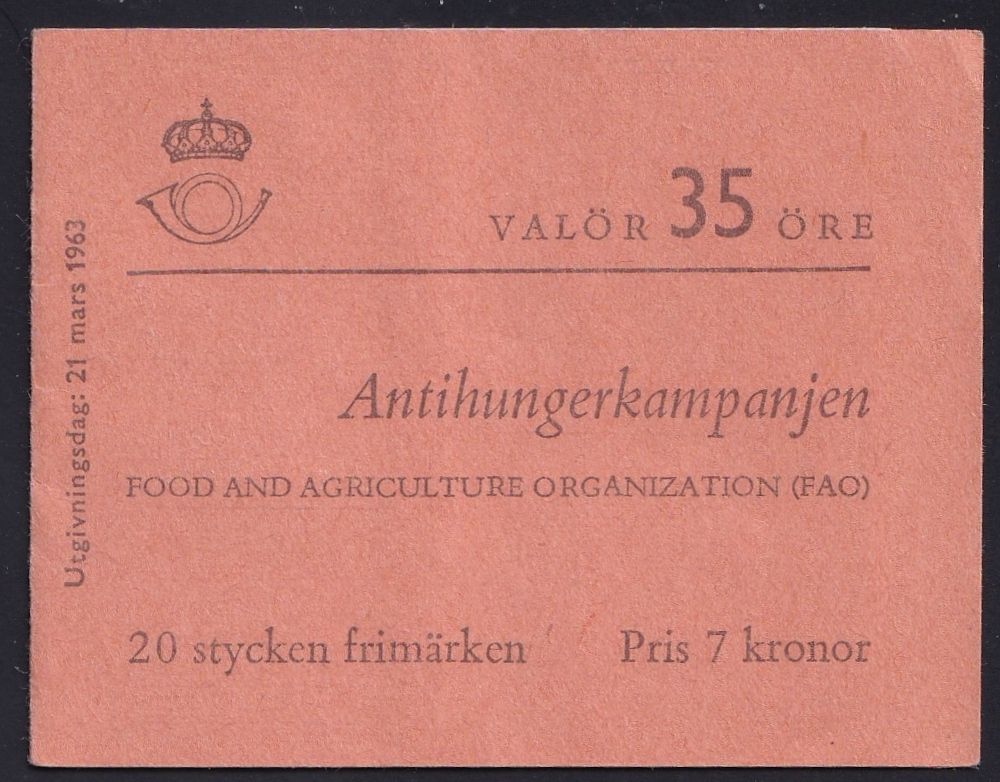 VALÖR 35 ÖRE
Antihungerkampanjen
FOOD AND AGRICULTURE ORGANIZATION (FAO)
20 stycken frimärken Pris 7 kronor
Utgivningsdag: 21 mars 1963